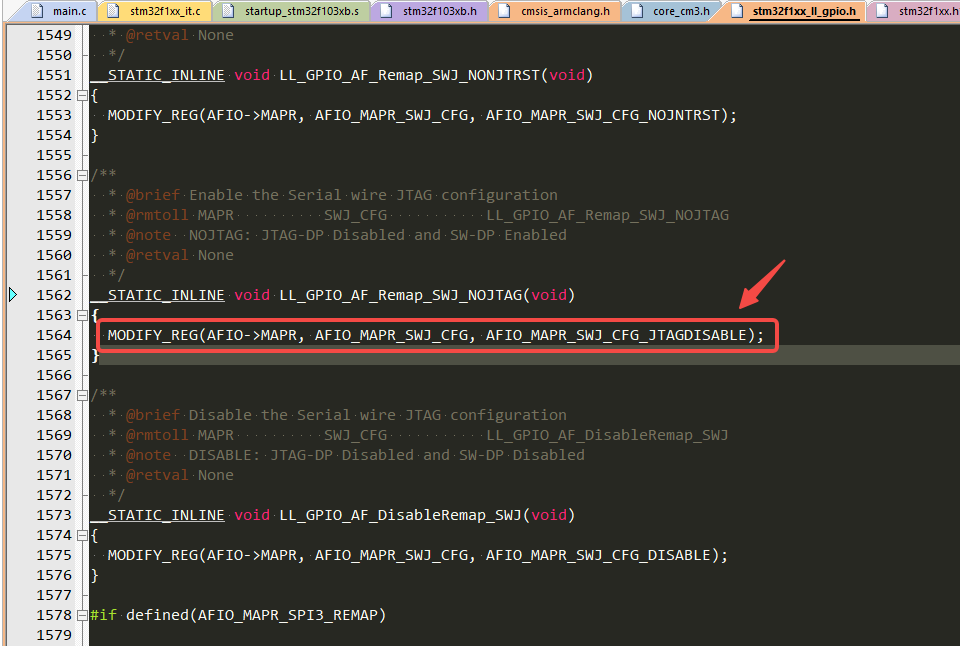 main.c stm32f1xx_it.c startup_stm32f103xb.s stm32f103xb.h cmsis_armclang.h core_cm3.h stm32f1xx_ll_gpio.h stm32f1xx.h
1549 * @retval None
1550 */
1551 __STATIC_INLINE void LL_GPIO_AF_Remap_SWJ_NONJTRST(void)
1552 {
1553 MODIFY_REG(AFIO->MAPR, AFIO_MAPR_SWJ_CFG, AFIO_MAPR_SWJ_CFG_NOJNTRST);
1554 }
1555
1556 /**
1557 * @brief Enable the Serial wire JTAG configuration
1558 * @rmtoll MAPR SWJ_CFG LL_GPIO_AF_Remap_SWJ_NOJTAG
1559 * @note NOJTAG: JTAG-DP Disabled and SW-DP Enabled
1560 * @retval None
1561 */
1562 __STATIC_INLINE void LL_GPIO_AF_Remap_SWJ_NOJTAG(void)
1563 {
1564 MODIFY_REG(AFIO->MAPR, AFIO_MAPR_SWJ_CFG, AFIO_MAPR_SWJ_CFG_JTAGDISABLE);
1565 }
1566
1567 /**
1568 * @brief Disable the Serial wire JTAG configuration
1569 * @rmtoll MAPR SWJ_CFG LL_GPIO_AF_DisableRemap_SWJ
1570 * @note DISABLE: JTAG-DP Disabled and SW-DP Disabled
1571 * @retval None
1572 */
1573 __STATIC_INLINE void LL_GPIO_AF_DisableRemap_SWJ(void)
1574 {
1575 MODIFY_REG(AFIO->MAPR, AFIO_MAPR_SWJ_CFG, AFIO_MAPR_SWJ_CFG_DISABLE);
1576 }
1577
1578 #if defined(AFIO_MAPR_SPI3_REMAP)
1579